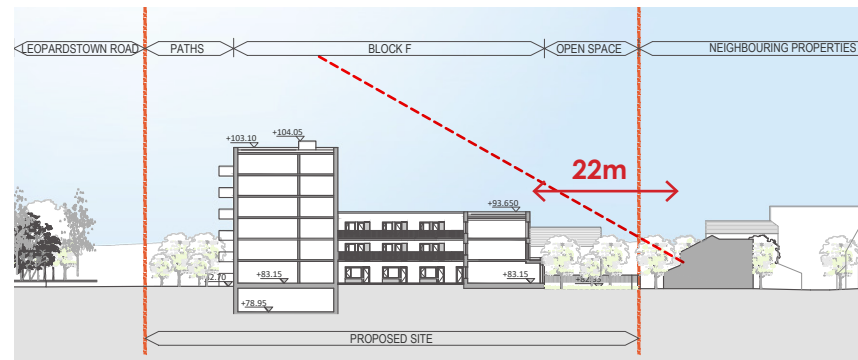 LEOPARDSTOWN ROAD
PATHS
BLOCK F
OPEN SPACE
NEIGHBOURING PROPERTIES
+103.10
+104.05
22m
+93.650
+83.15
+83.15
+78.95
PROPOSED SITE